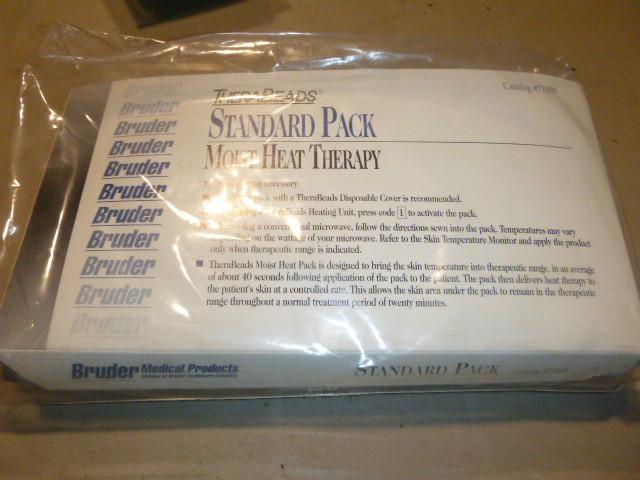 Catalog #71003
THERABEADS®
STANDARD PACK
MOIST HEAT THERAPY
Bruder
Bruder
Bruder
Bruder
Bruder
Bruder
Bruder
Bruder
Bruder
Bruder
Bruder
necessary
pack with a TheraBeads Disposable Cover is recommended.
Heating Unit, press code 1 to activate the pack.
a conventional microwave, follow the directions sewn into the pack. Temperatures may vary
on the wattage of your microwave. Refer to the Skin Temperature Monitor and apply the product
only when therapeutic range is indicated.
■ TheraBeads Moist Heat Pack is designed to bring the skin temperature into therapeutic range, in an average
of about 40 seconds following application of the pack to the patient. The pack then delivers heat therapy to
the patient's skin at a controlled rate. This allows the skin area under the pack to remain in the therapeutic
range throughout a normal treatment period of twenty minutes.
Bruder Medical Products
Division of Bruder Healthcare Company
STANDARD PACK